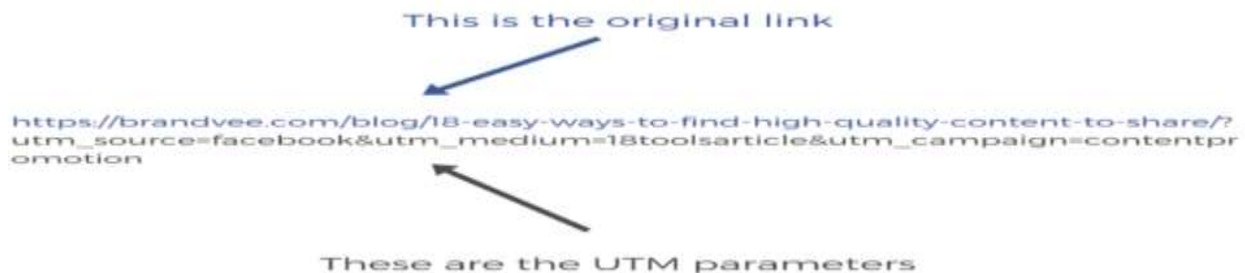 This is the original link
https://brandvee.com/blog/18-easy-ways-to-find-high-quality-content-to-share/?
utm_source=facebook&utm_medium=18toolsarticle&utm_campaign=contentpr
omotion
These are the UTM parameters